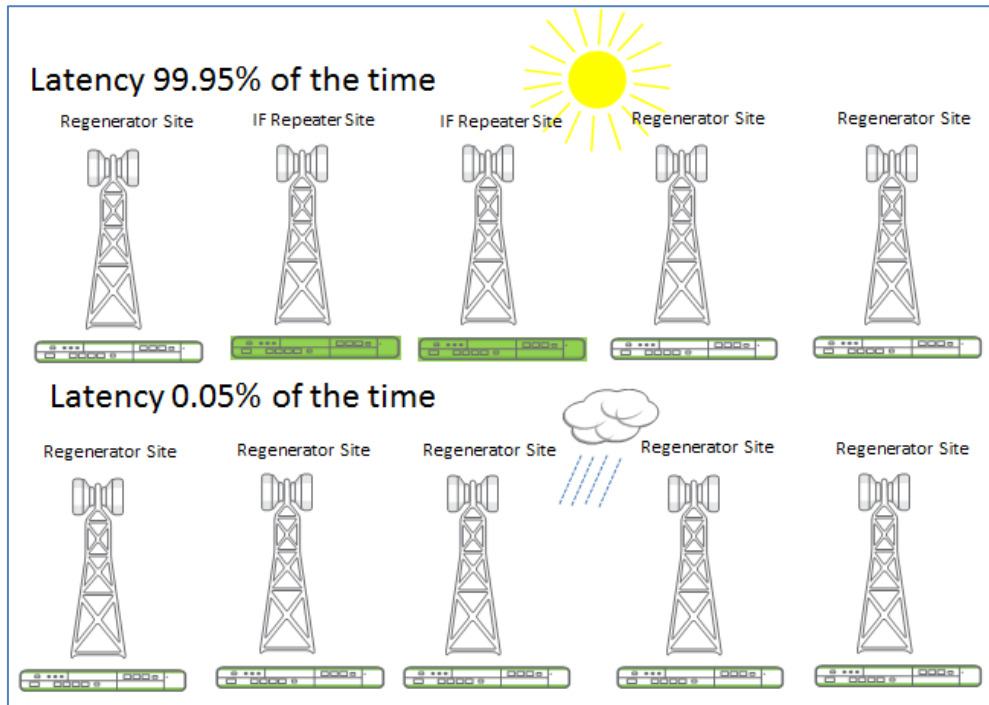 Latency 99.95% of the time
Regenerator Site IF Repeater Site IF Repeater Site Regenerator Site Regenerator Site
Latency 0.05% of the time
Regenerator Site Regenerator Site Regenerator Site Regenerator Site Regenerator Site